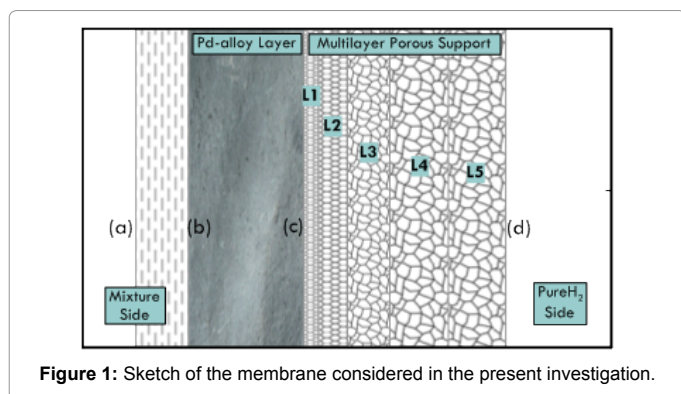 Pd-alloy Layer Multilayer Porous Support
L1
L2
L3
L4 L5
(a) (b) (c) (d)
Mixture
Side
PureH₂
Side
Figure 1: Sketch of the membrane considered in the present investigation.